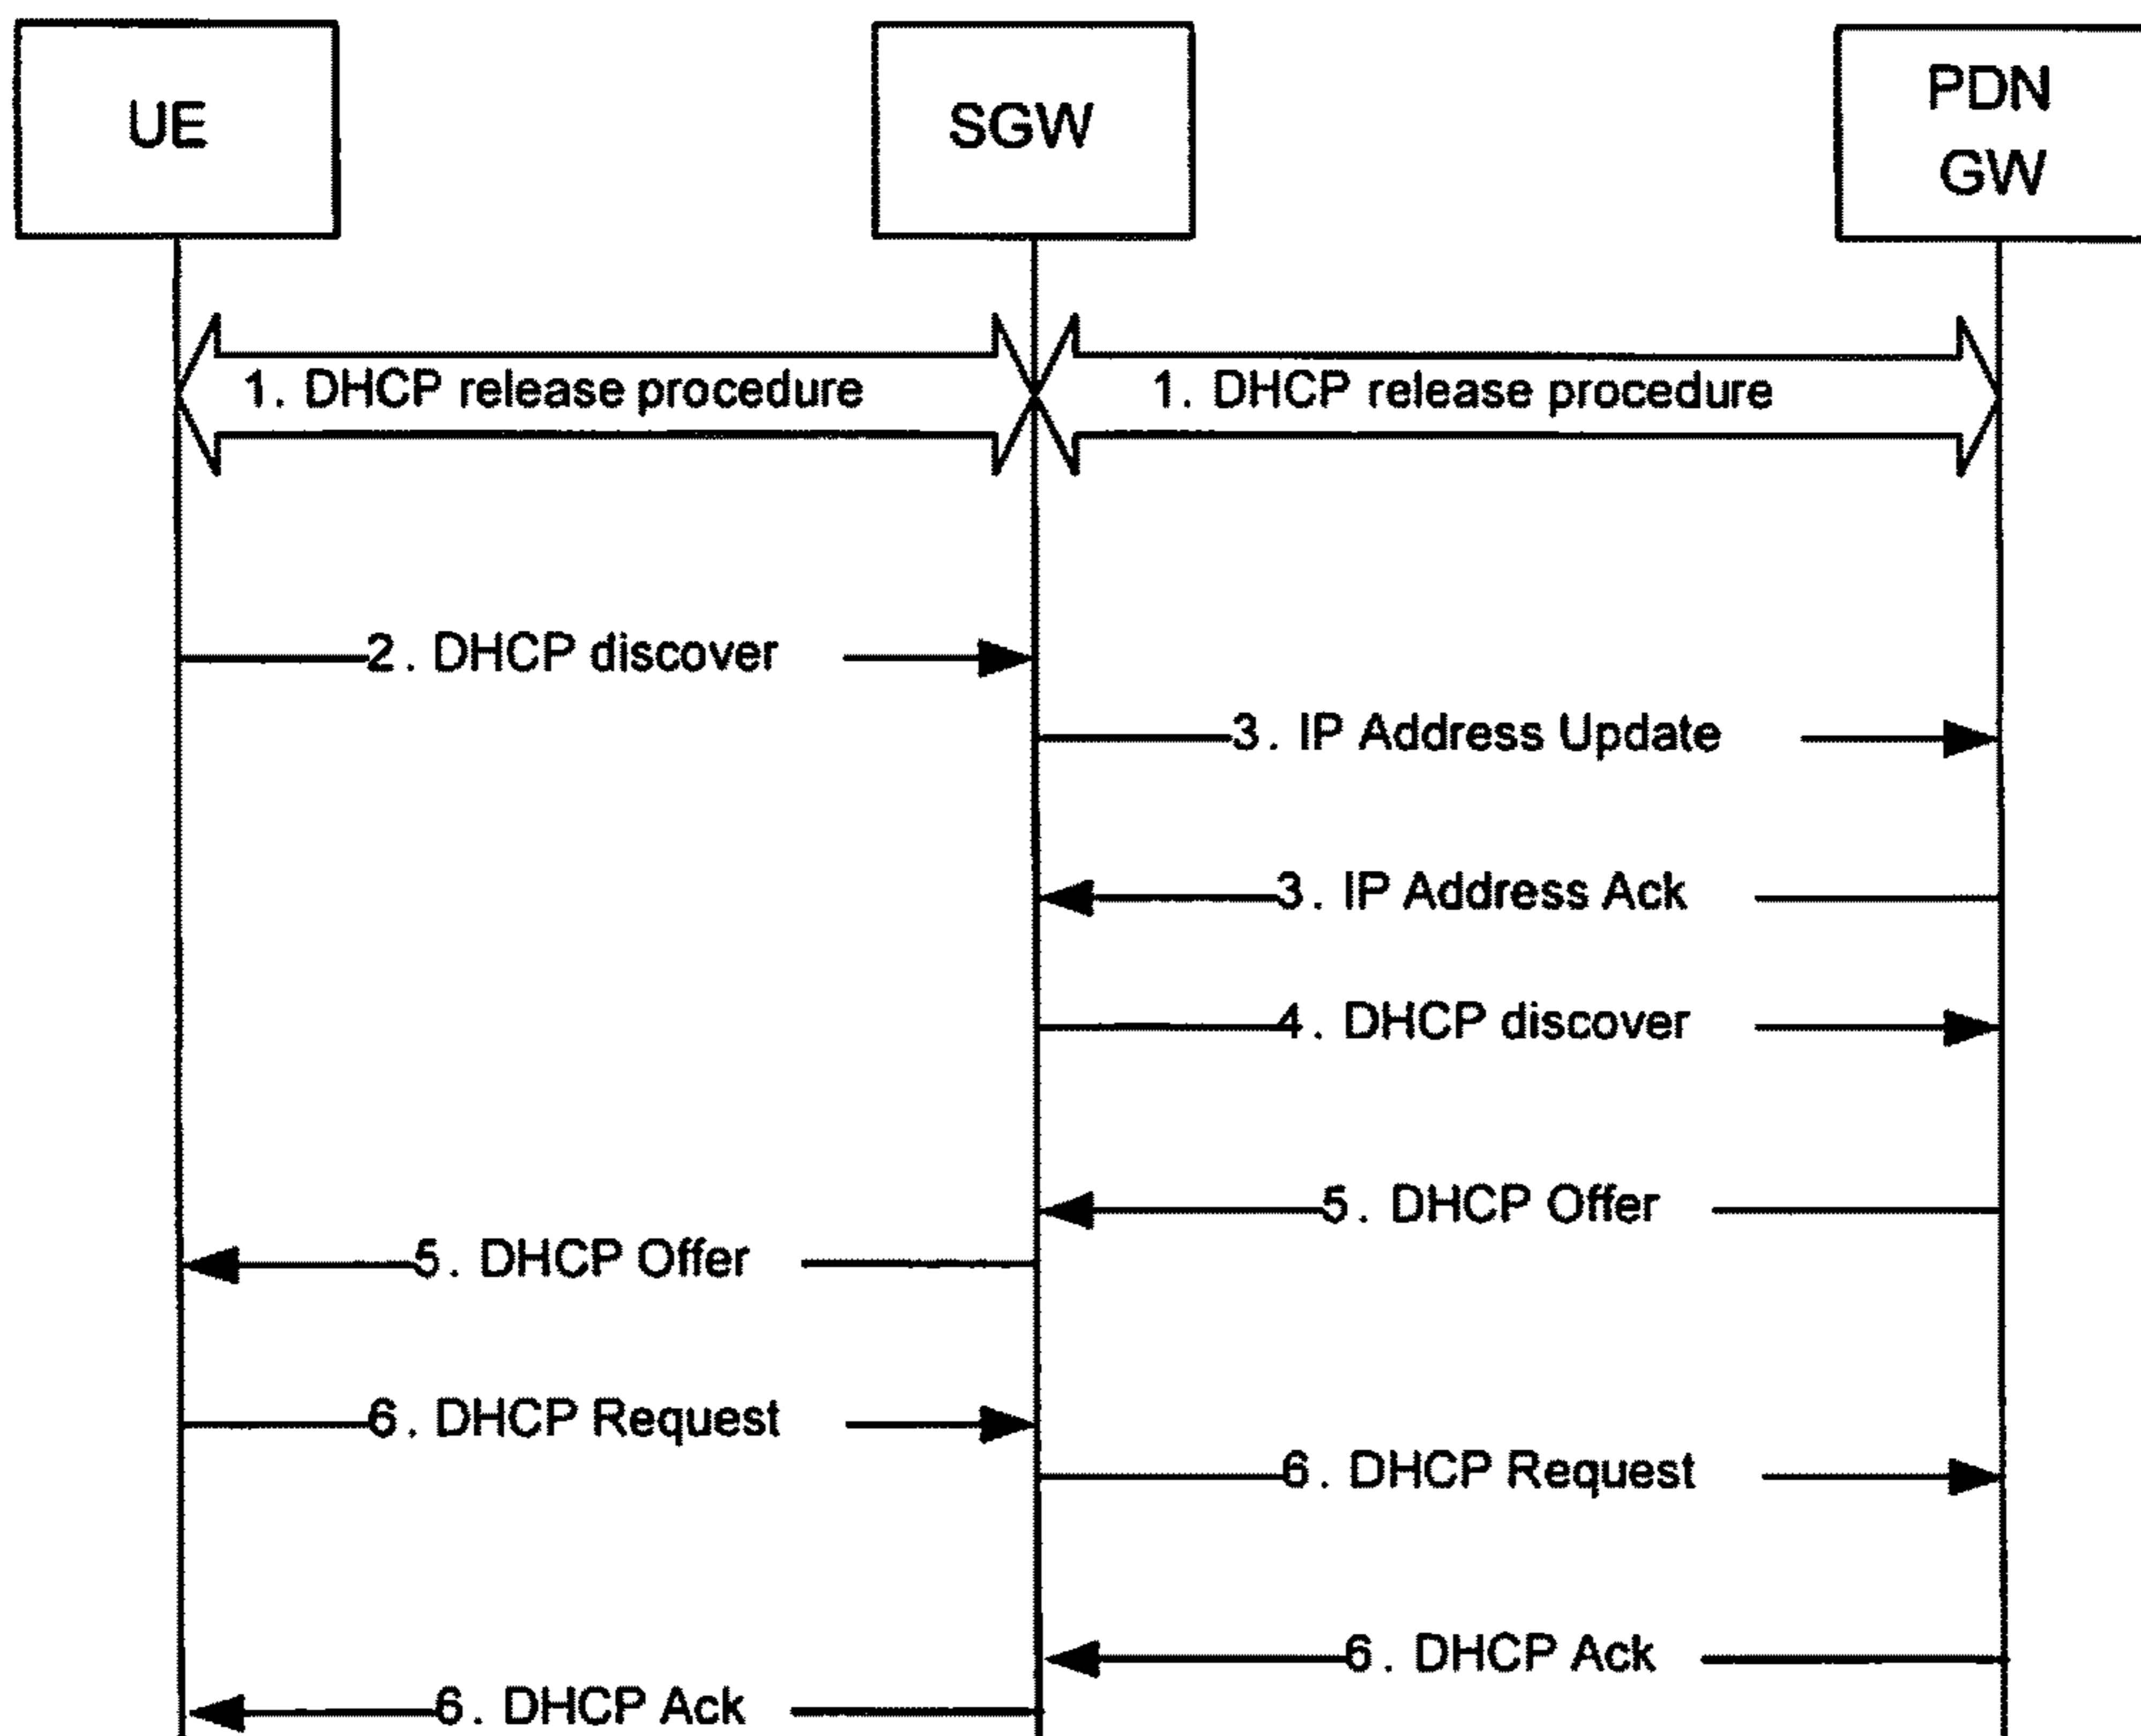 UE
SGW
PDN
GW
1. DHCP release procedure
1. DHCP release procedure
2. DHCP discover
3. IP Address Update
3. IP Address Ack
4. DHCP discover
5. DHCP Offer
5. DHCP Offer
6. DHCP Request
6. DHCP Request
6. DHCP Ack
6. DHCP Ack